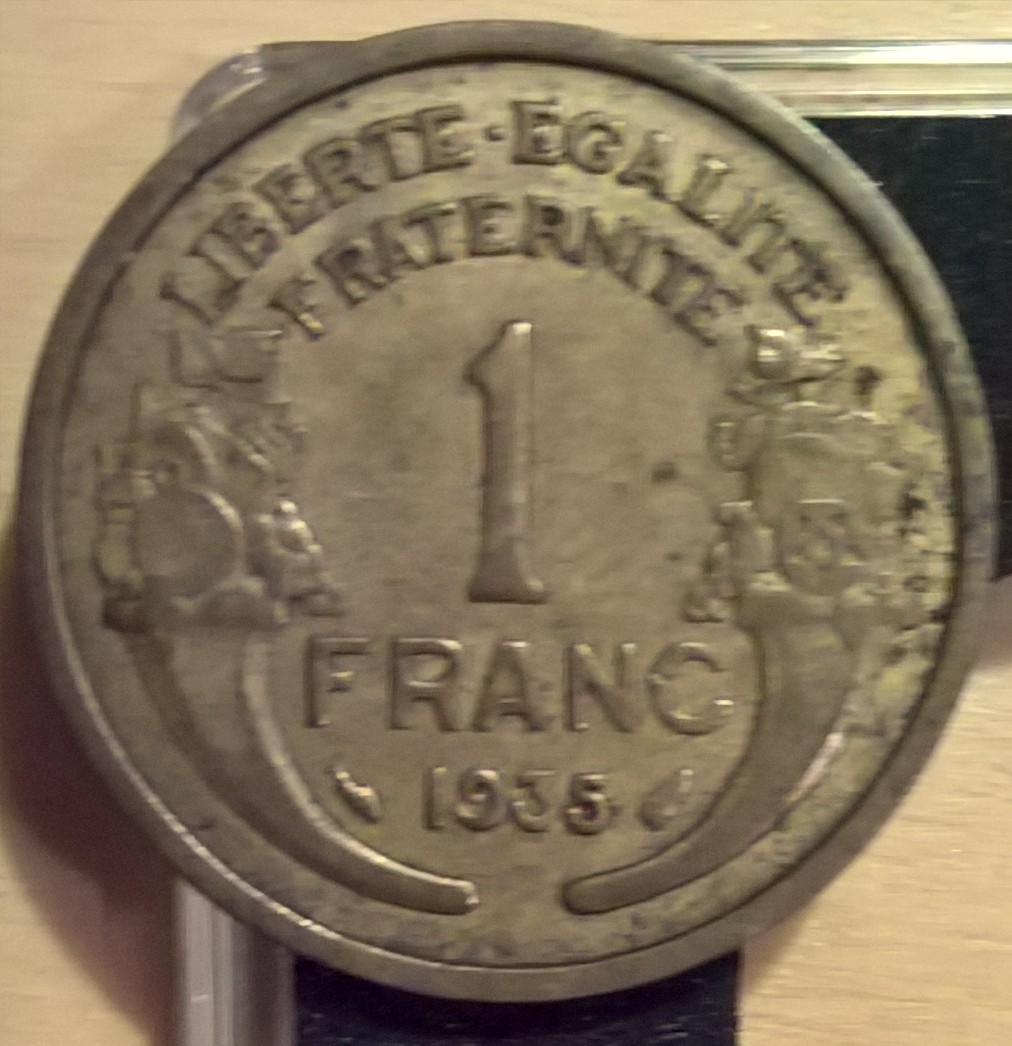 LIBERTE·EGALITE
FRATERNITE
1
FRANC
1935